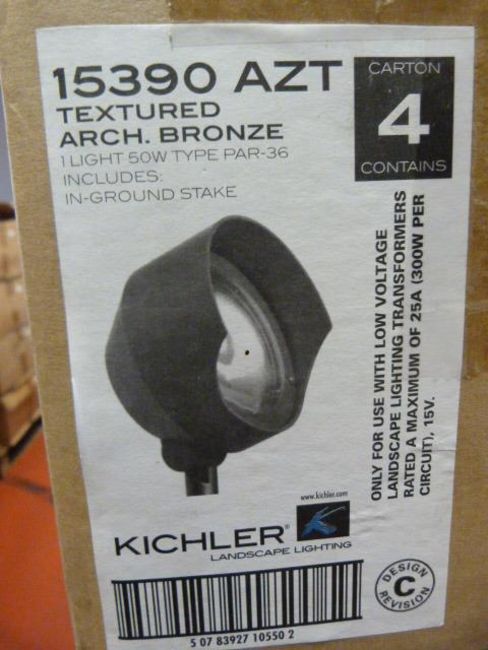 15390 AZT
TEXTURED
ARCH. BRONZE
1 LIGHT 50W TYPE PAR-36
INCLUDES:
IN-GROUND STAKE
CARTON
4
CONTAINS
ONLY FOR USE WITH LOW VOLTAGE
LANDSCAPE LIGHTING TRANSFORMERS
RATED A MAXIMUM OF 25A (300W PER
CIRCUIT), 15V.
www.kichler.com
KICHLER®
LANDSCAPE LIGHTING
DESIGN
C
REVISION
5 07 83927 10550 2